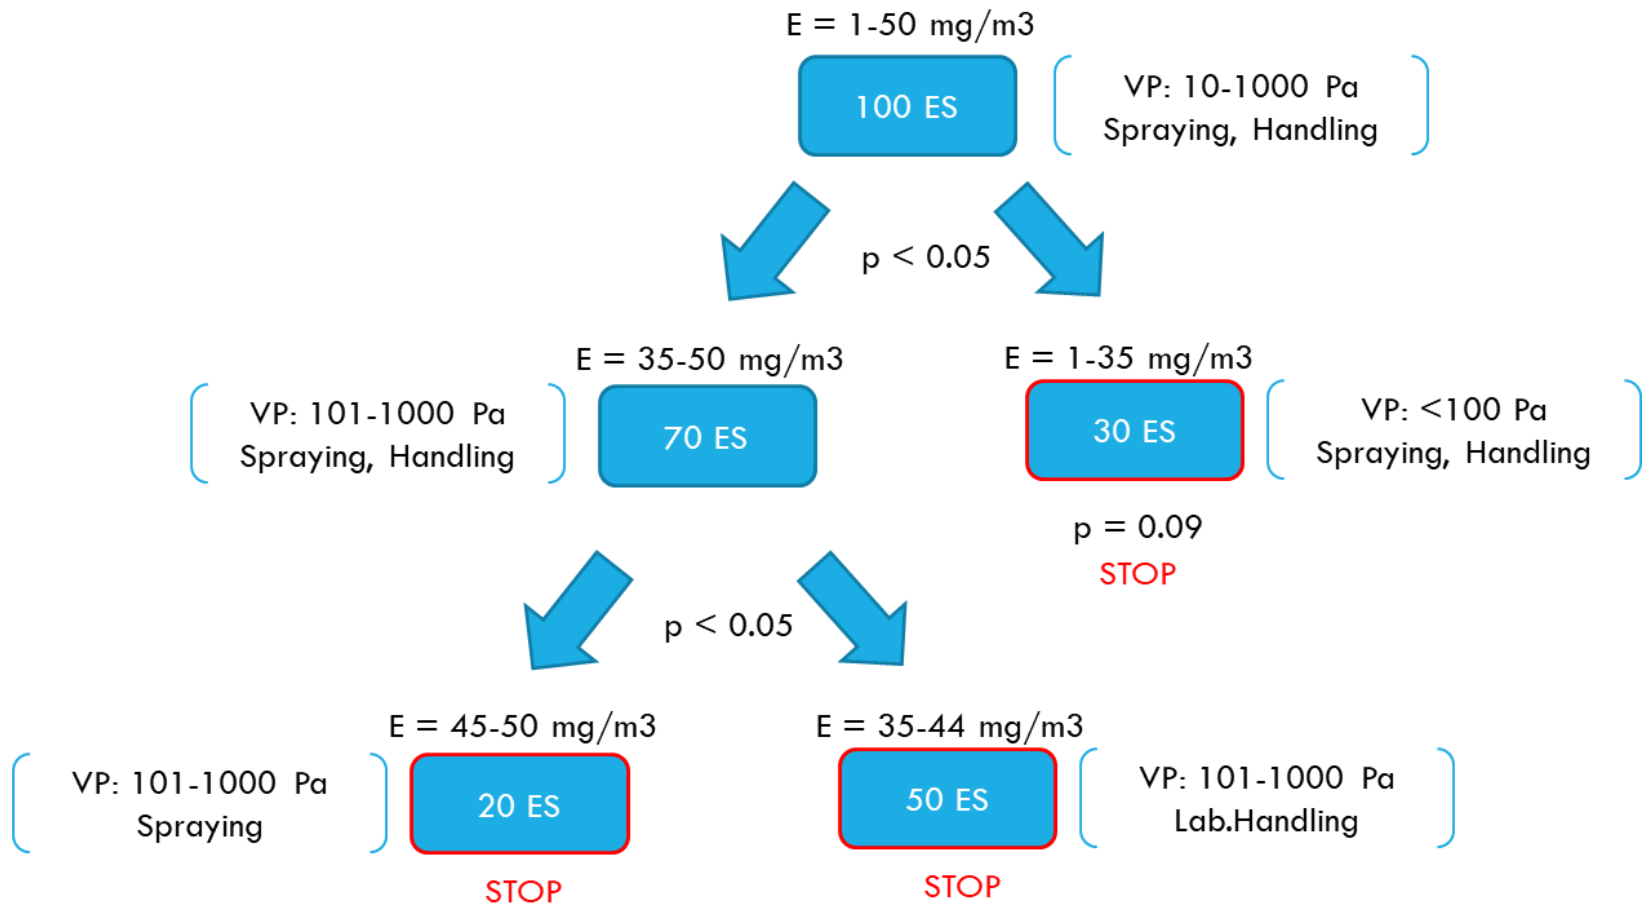 E = 1-50 mg/m3
100 ES
VP: 10-1000 Pa
Spraying, Handling
p < 0.05
E = 35-50 mg/m3
VP: 101-1000 Pa
Spraying, Handling
70 ES
E = 1-35 mg/m3
30 ES
VP: <100 Pa
Spraying, Handling
p = 0.09
STOP
p < 0.05
E = 45-50 mg/m3
VP: 101-1000 Pa
Spraying
20 ES
STOP
E = 35-44 mg/m3
50 ES
VP: 101-1000 Pa
Lab.Handling
STOP